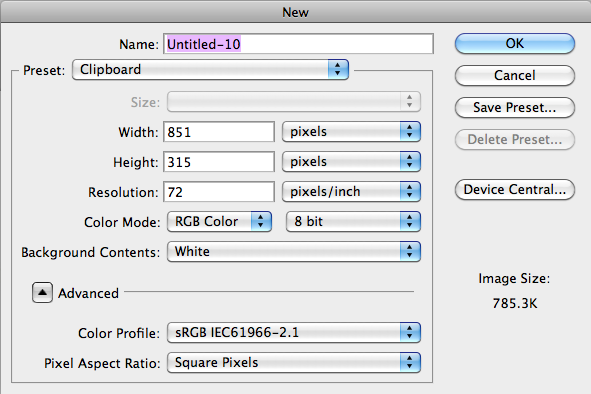 New
Name: Untitled-10
OK
Preset: Clipboard
Cancel
Size:
Save Preset...
Width: 851 pixels
Delete Preset...
Height: 315 pixels
Resolution: 72 pixels/inch
Device Central...
Color Mode: RGB Color 8 bit
Background Contents: White
Image Size:
785.3K
Advanced
Color Profile: sRGB IEC61966-2.1
Pixel Aspect Ratio: Square Pixels